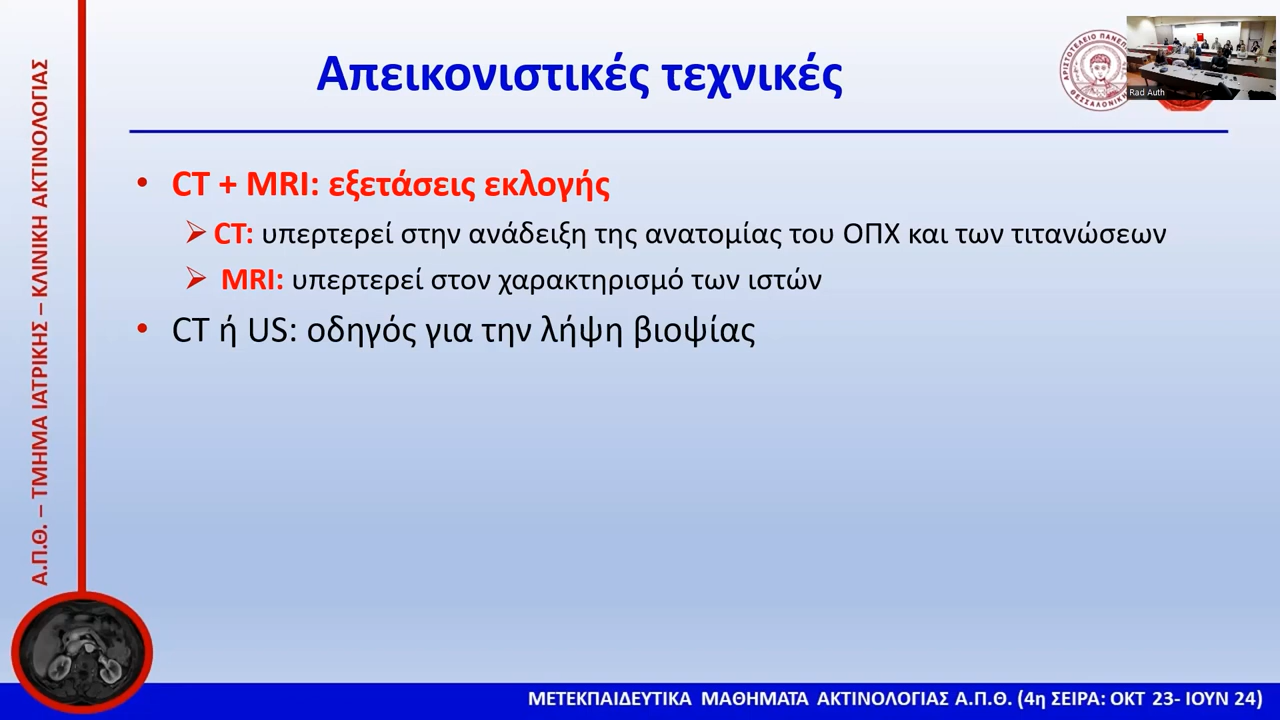 Απεικονιστικές τεχνικές
Rad Auth
• CT + MRI: εξετάσεις εκλογής
➢ CT: υπερτερεί στην ανάδειξη της ανατομίας του ΟΠΧ και των τιτανώσεων
➢ MRI: υπερτερεί στον χαρακτηρισμό των ιστών
• CT ή US: οδηγός για την λήψη βιοψίας
Α.Π.Θ. – ΤΜΗΜΑ ΙΑΤΡΙΚΗΣ – ΚΛΙΝΙΚΗ ΑΚΤΙΝΟΛΟΓΙΑΣ
ΜΕΤΕΚΠΑΙΔΕΥΤΙΚΑ ΜΑΘΗΜΑΤΑ ΑΚΤΙΝΟΛΟΓΙΑΣ Α.Π.Θ. (4η ΣΕΙΡΑ: ΟΚΤ 23- ΙΟΥΝ 24)